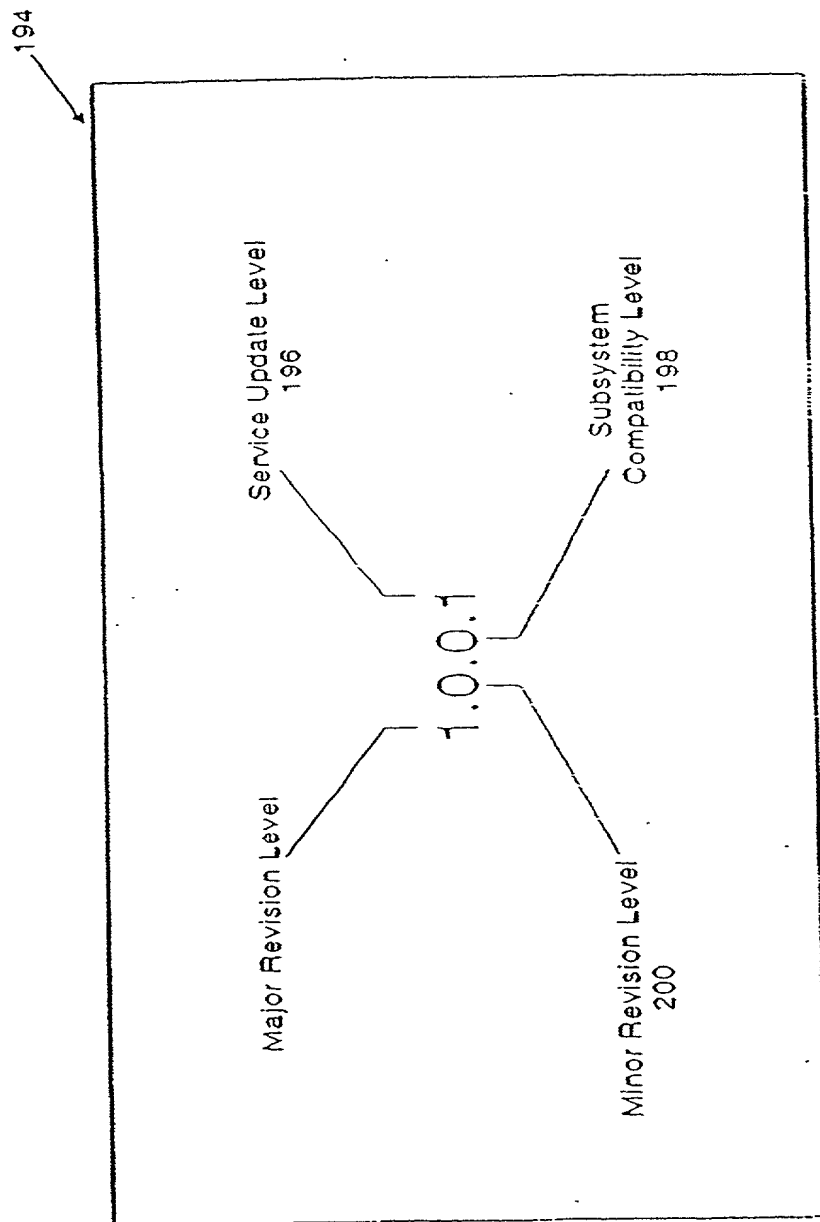 194
Major Revision Level
Service Update Level
196
1.0.0.1
Minor Revision Level
200
Subsystem
Compatibility Level
198